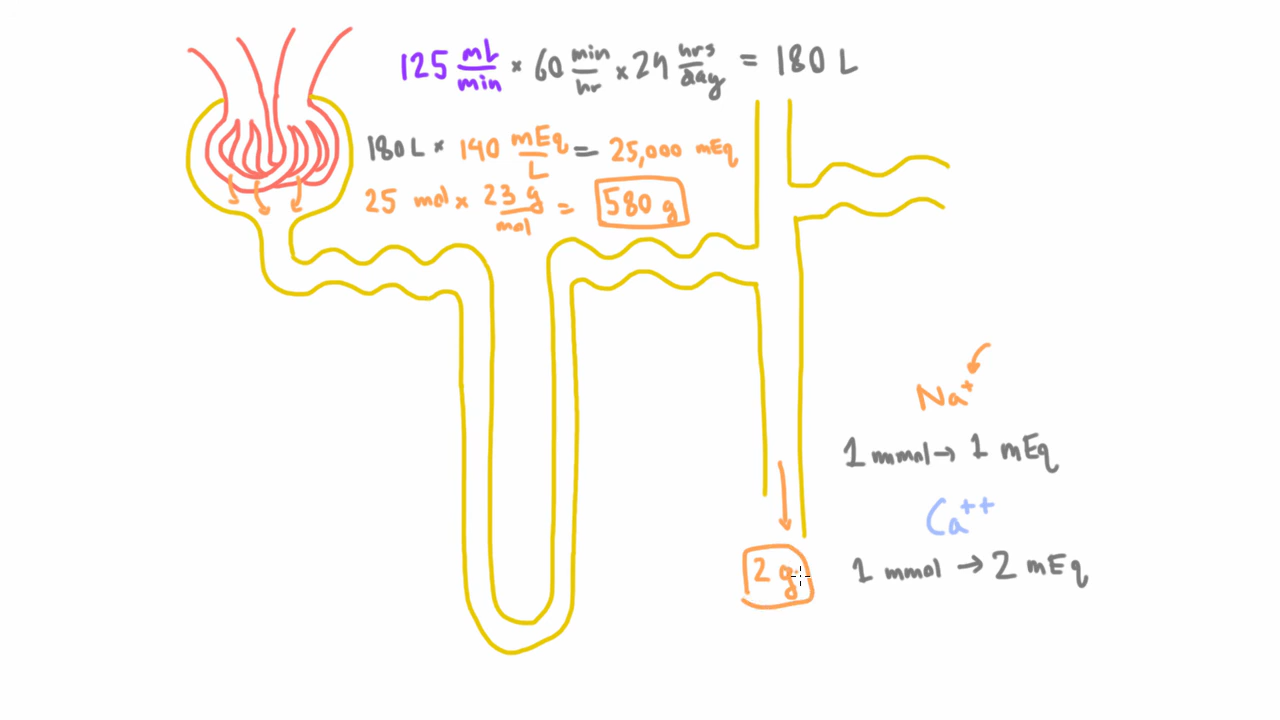 125 mL/min × 60 min/hr × 24 hrs/day = 180 L
180 L × 140 mEq/L = 25,000 mEq
25 mol × 23 g/mol = 580 g
Na⁺
1 mmol → 1 mEq
Ca⁺⁺
1 mmol → 2 mEq
2 g